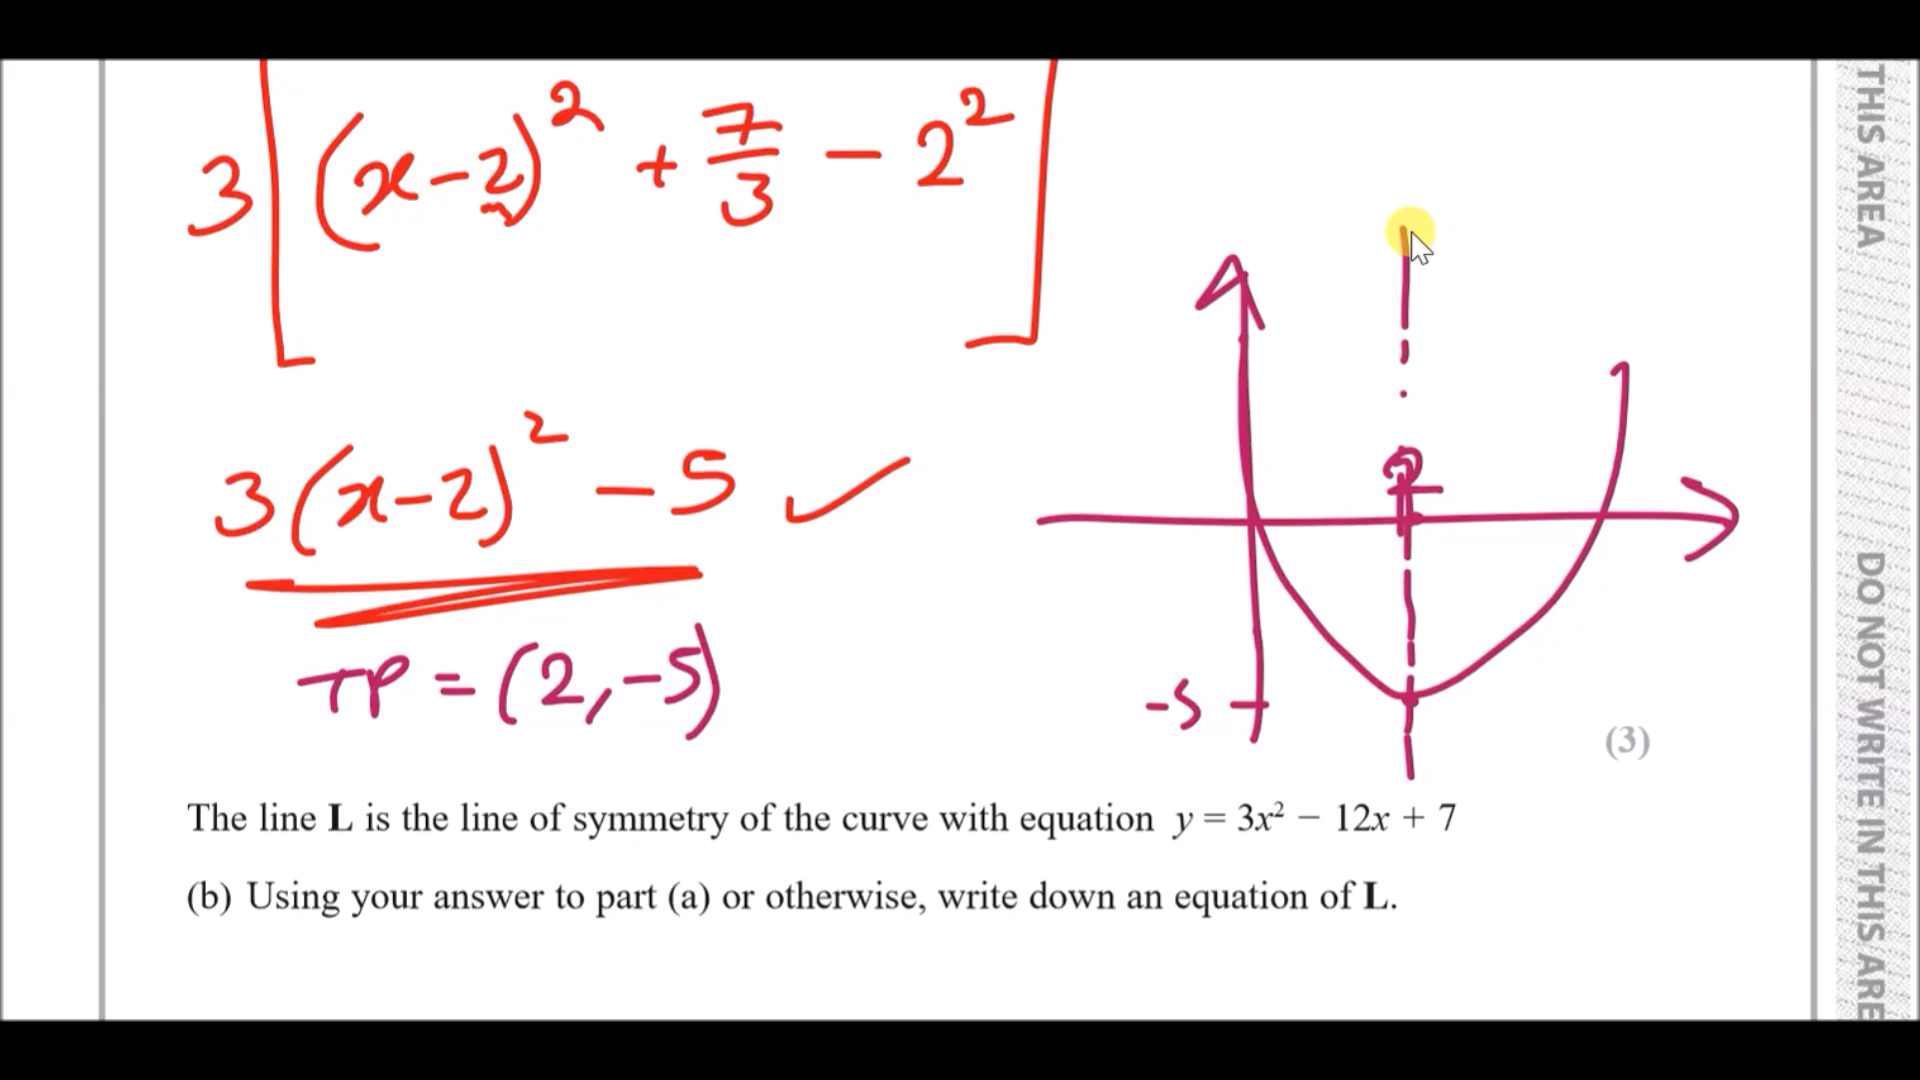 3[(x-2)² + 7/3 - 2²]
3(x-2)² - 5 ✓
TP = (2, -5)
2
-5
(3)
The line L is the line of symmetry of the curve with equation y = 3x² − 12x + 7
(b) Using your answer to part (a) or otherwise, write down an equation of L.
THIS AREA
DO NOT WRITE IN THIS ARE